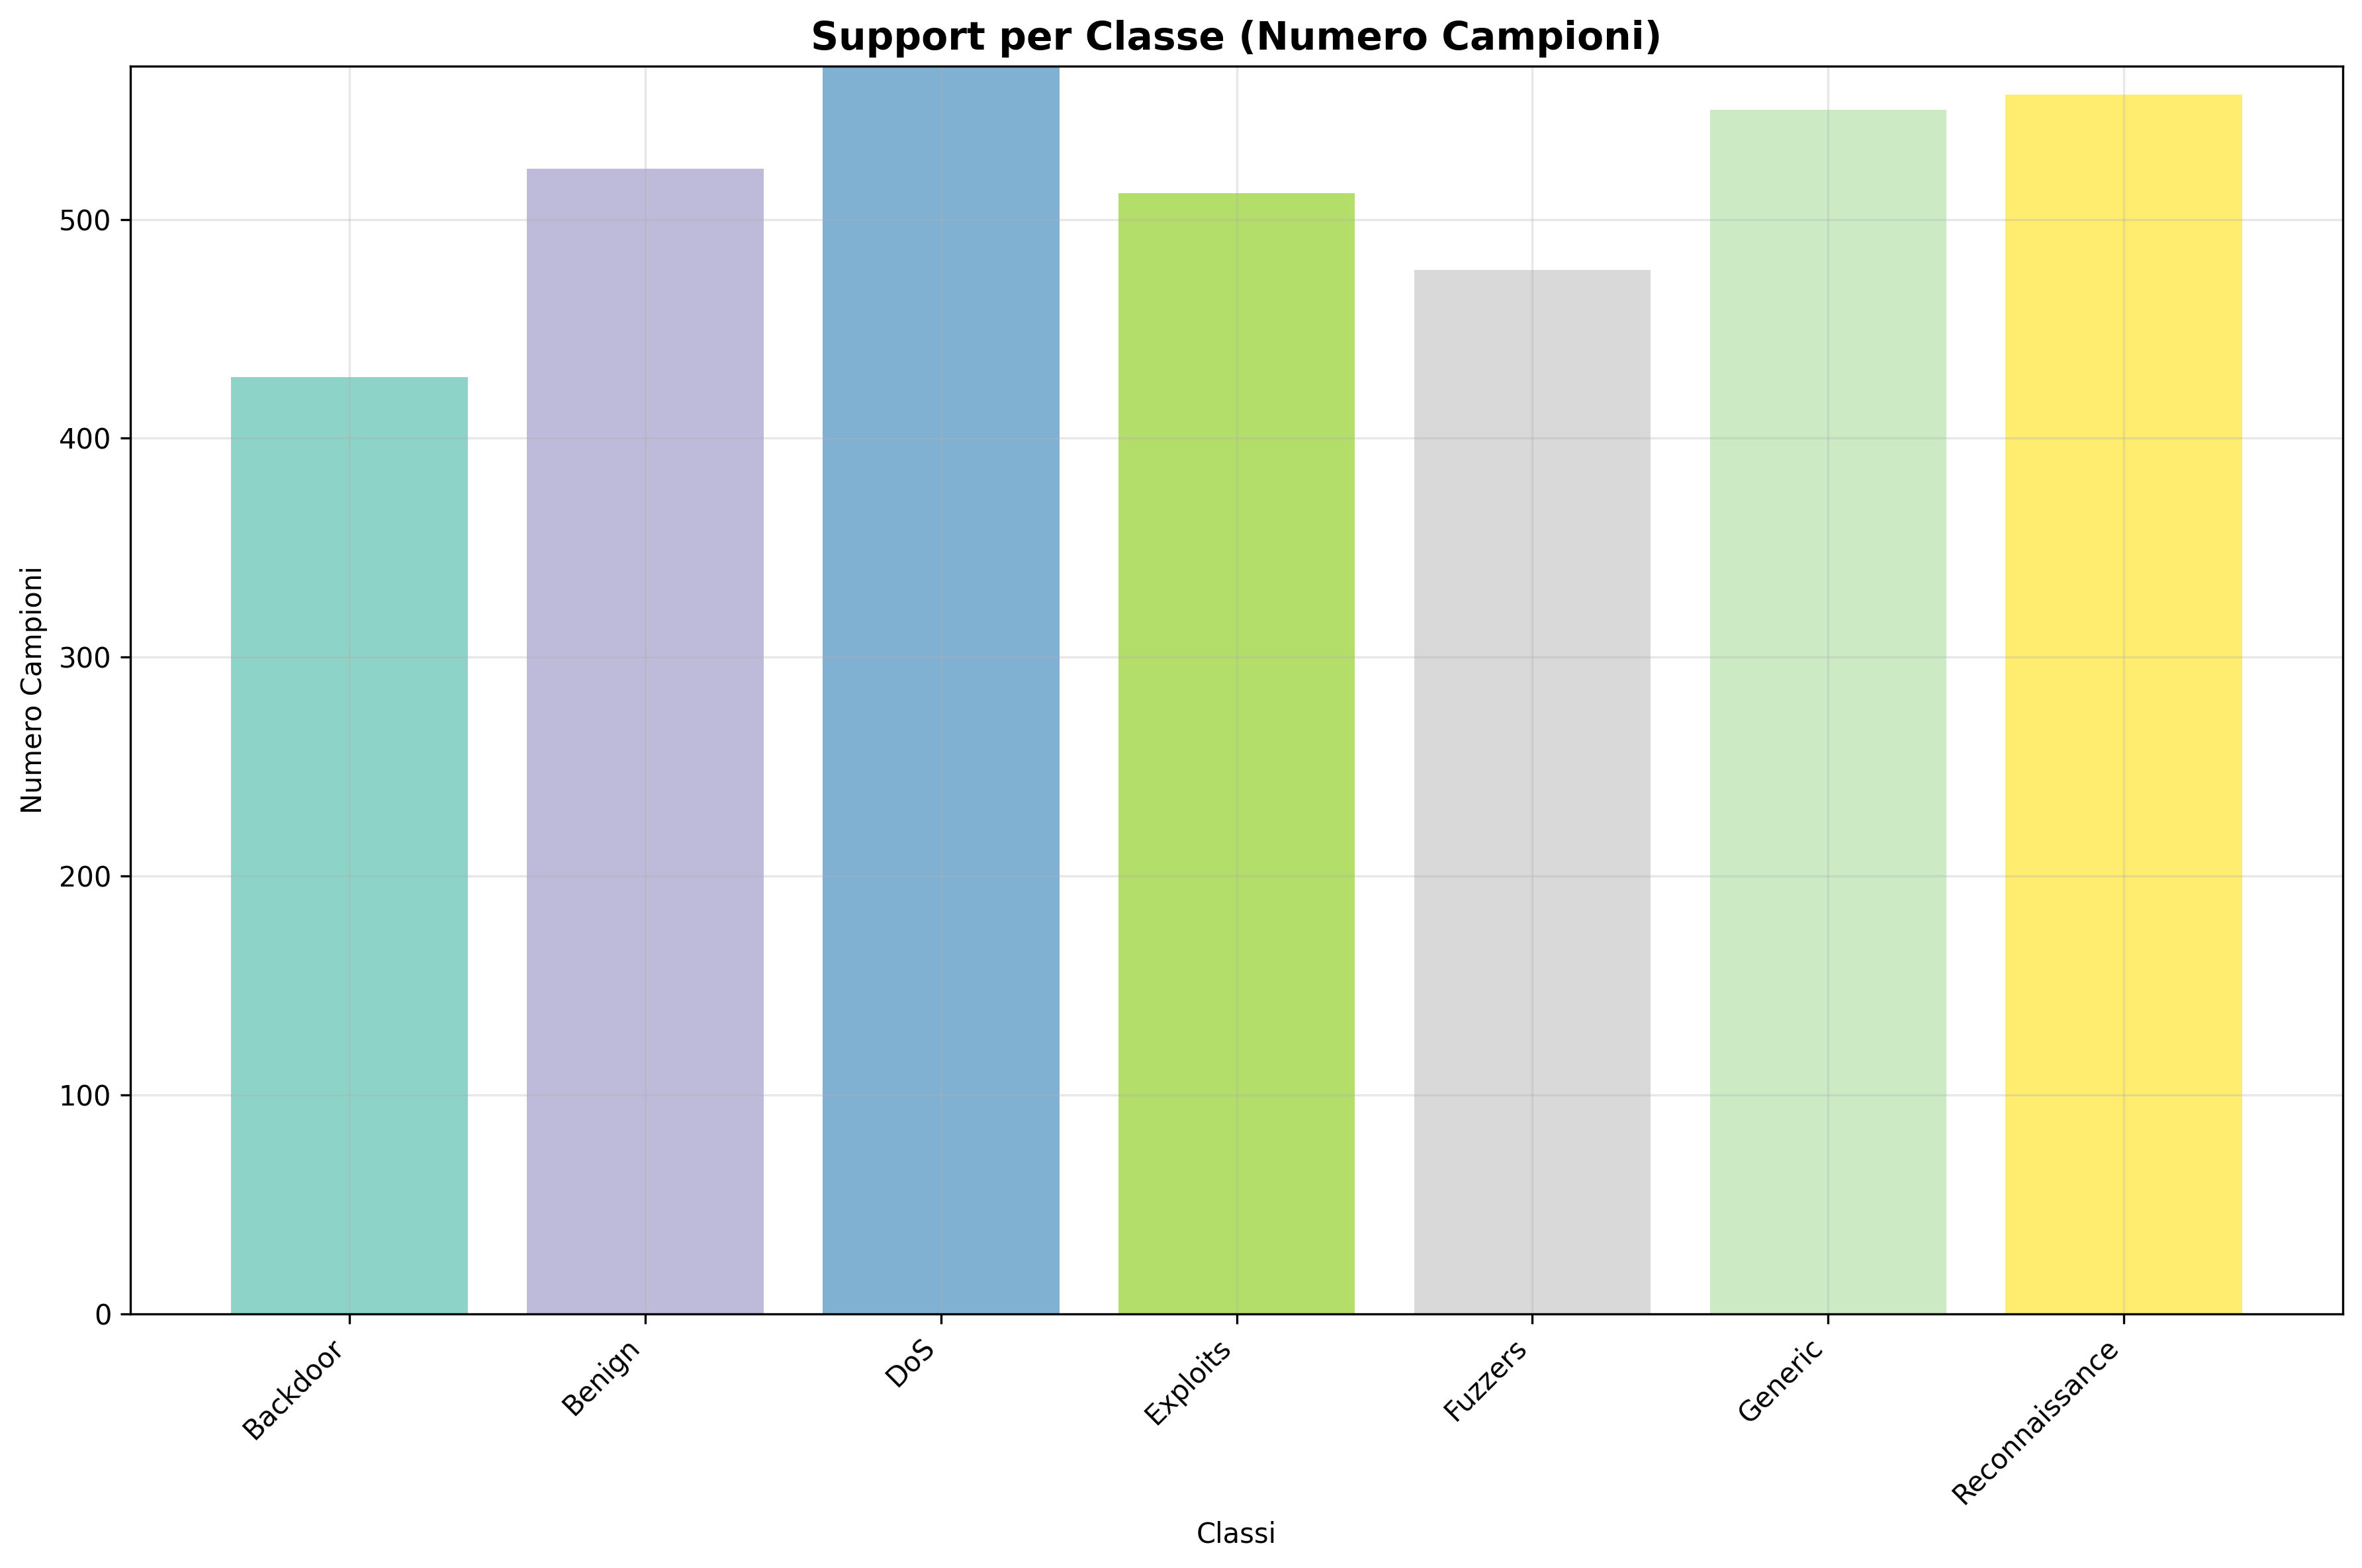 Support per Classe (Numero Campioni)
Numero Campioni
500
400
300
200
100
0
Backdoor
Benign
DoS
Exploits
Fuzzers
Generic
Reconnaissance
Classi